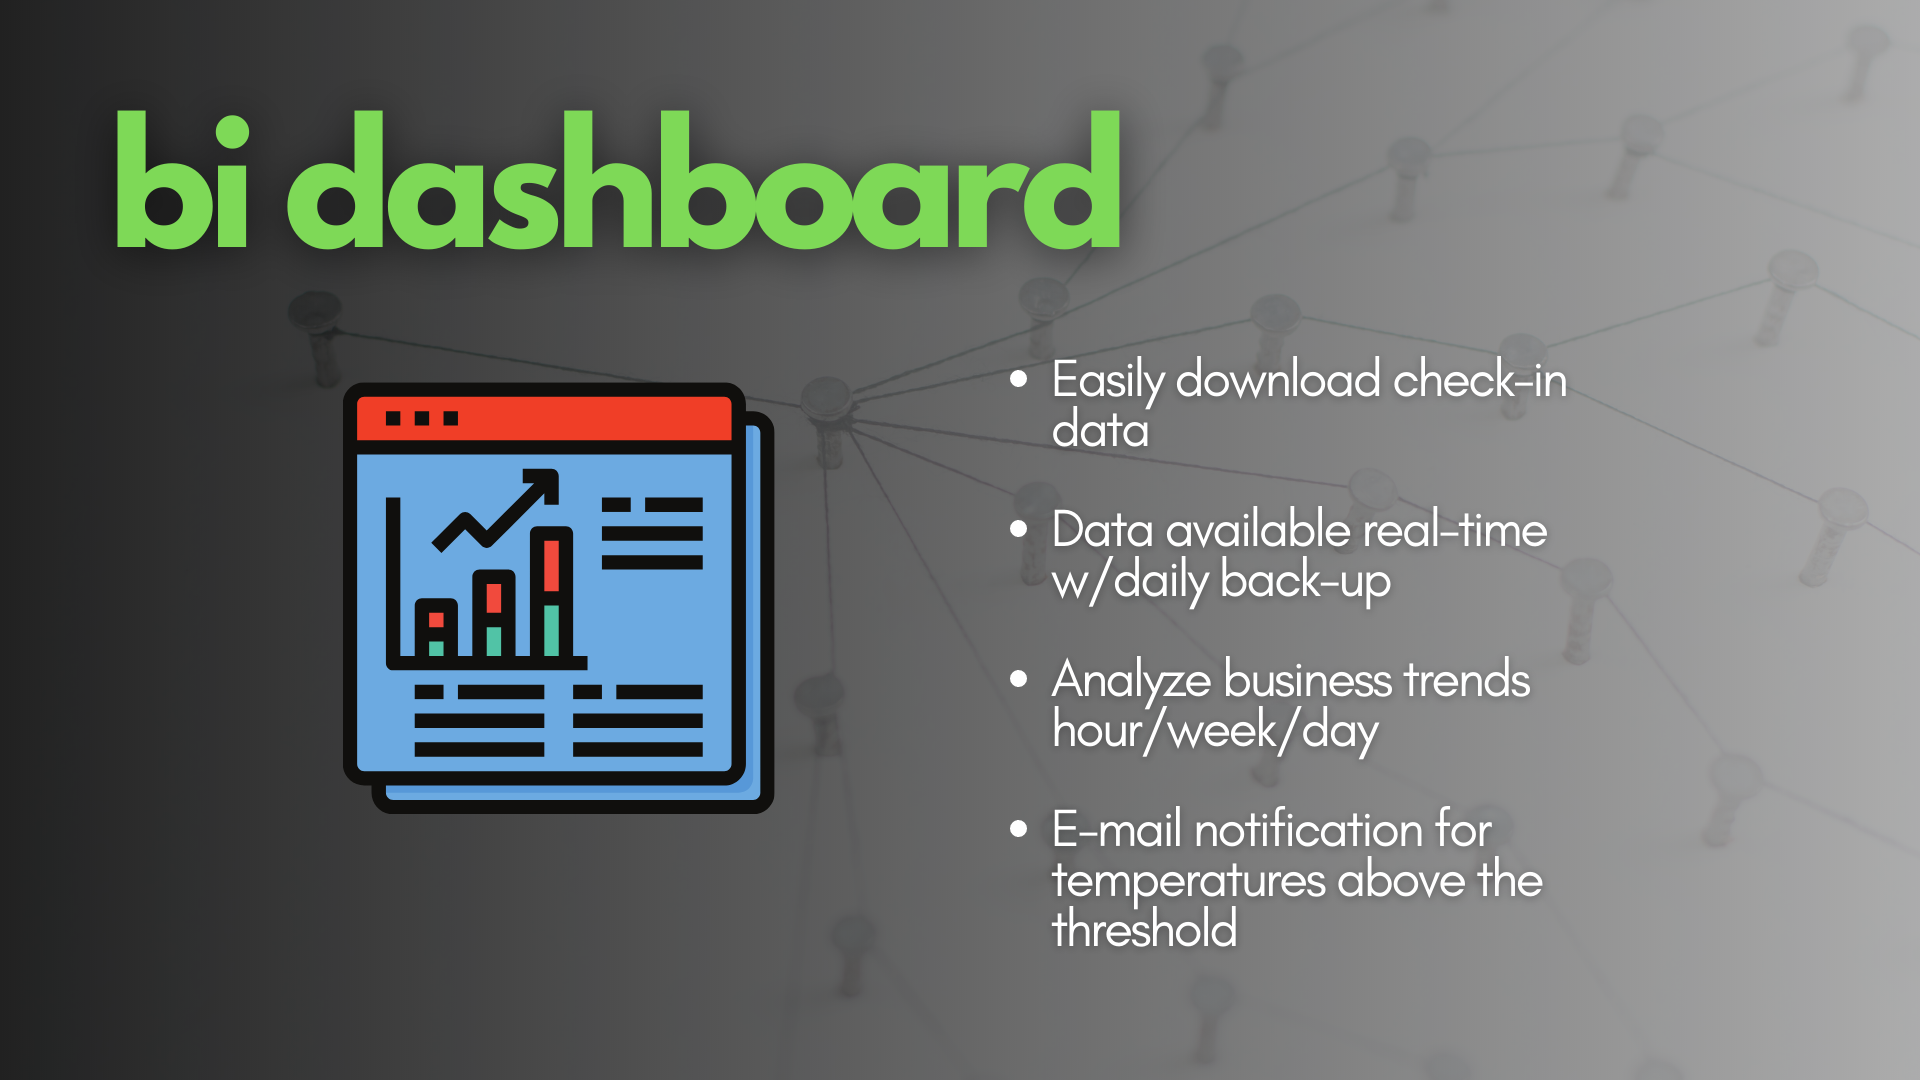 bi dashboard
• Easily download check-in
data
• Data available real-time
w/daily back-up
• Analyze business trends
hour/week/day
• E-mail notification for
temperatures above the
threshold